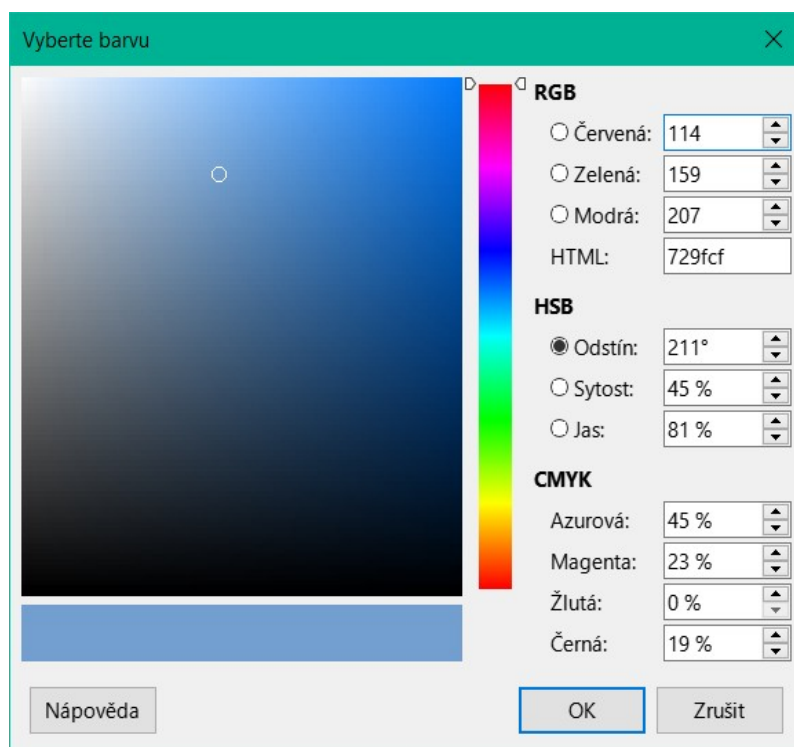 Vyberte barvu
RGB
Červená: 114
Zelená: 159
Modrá: 207
HTML: 729fcf
HSB
Odstín: 211°
Sytost: 45 %
Jas: 81 %
CMYK
Azurová: 45 %
Magenta: 23 %
Žlutá: 0 %
Černá: 19 %
Nápověda OK Zrušit